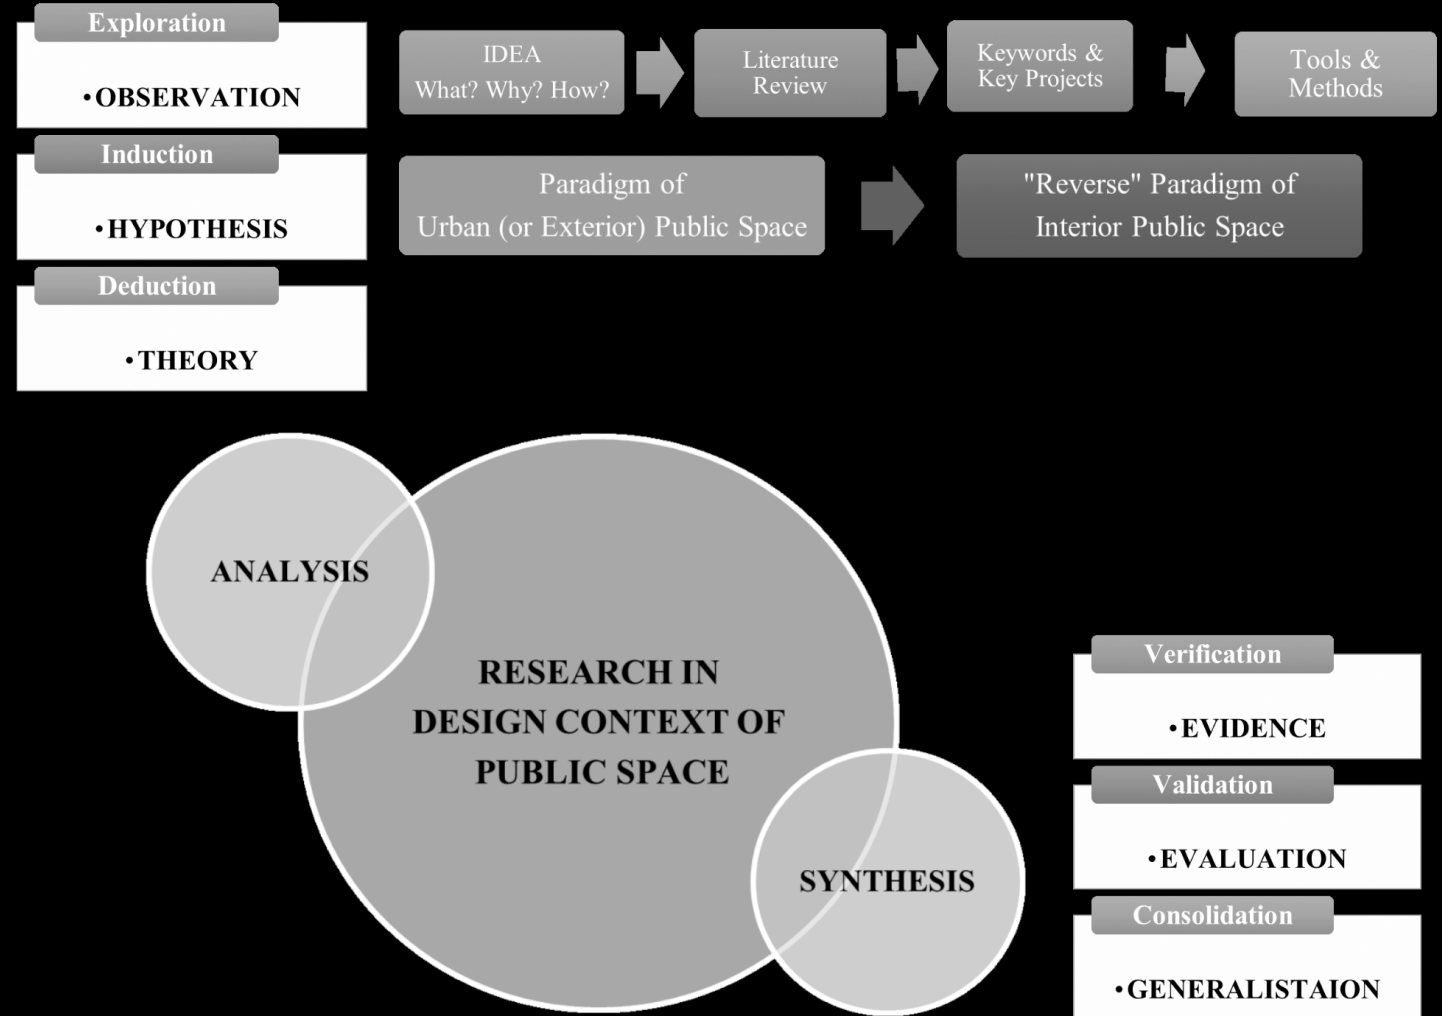 Exploration
•OBSERVATION
IDEA
What? Why? How?
Literature
Review
Keywords &
Key Projects
Tools &
Methods
Induction
•HYPOTHESIS
Paradigm of
Urban (or Exterior) Public Space
"Reverse" Paradigm of
Interior Public Space
Deduction
•THEORY
ANALYSIS
RESEARCH IN
DESIGN CONTEXT OF
PUBLIC SPACE
SYNTHESIS
Verification
•EVIDENCE
Validation
•EVALUATION
Consolidation
•GENERALISTAION